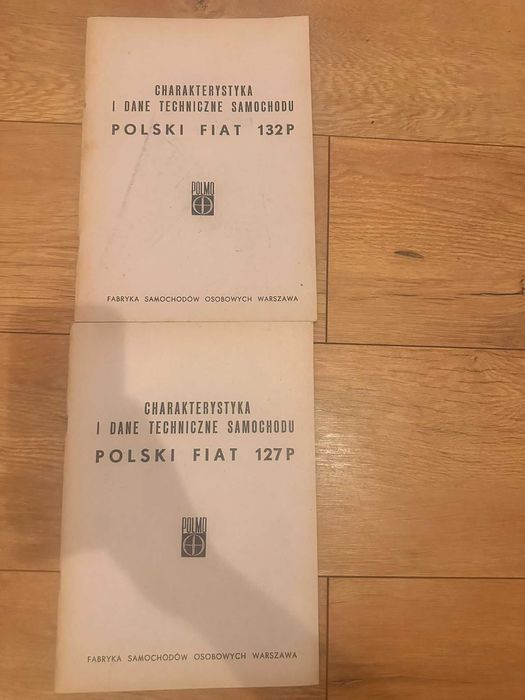 CHARAKTERYSTYKA
I DANE TECHNICZNE SAMOCHODU
POLSKI FIAT 132P
POLMO
FABRYKA SAMOCHODÓW OSOBOWYCH WARSZAWA
CHARAKTERYSTYKA
I DANE TECHNICZNE SAMOCHODU
POLSKI FIAT 127P
POLMO
FABRYKA SAMOCHODÓW OSOBOWYCH WARSZAWA